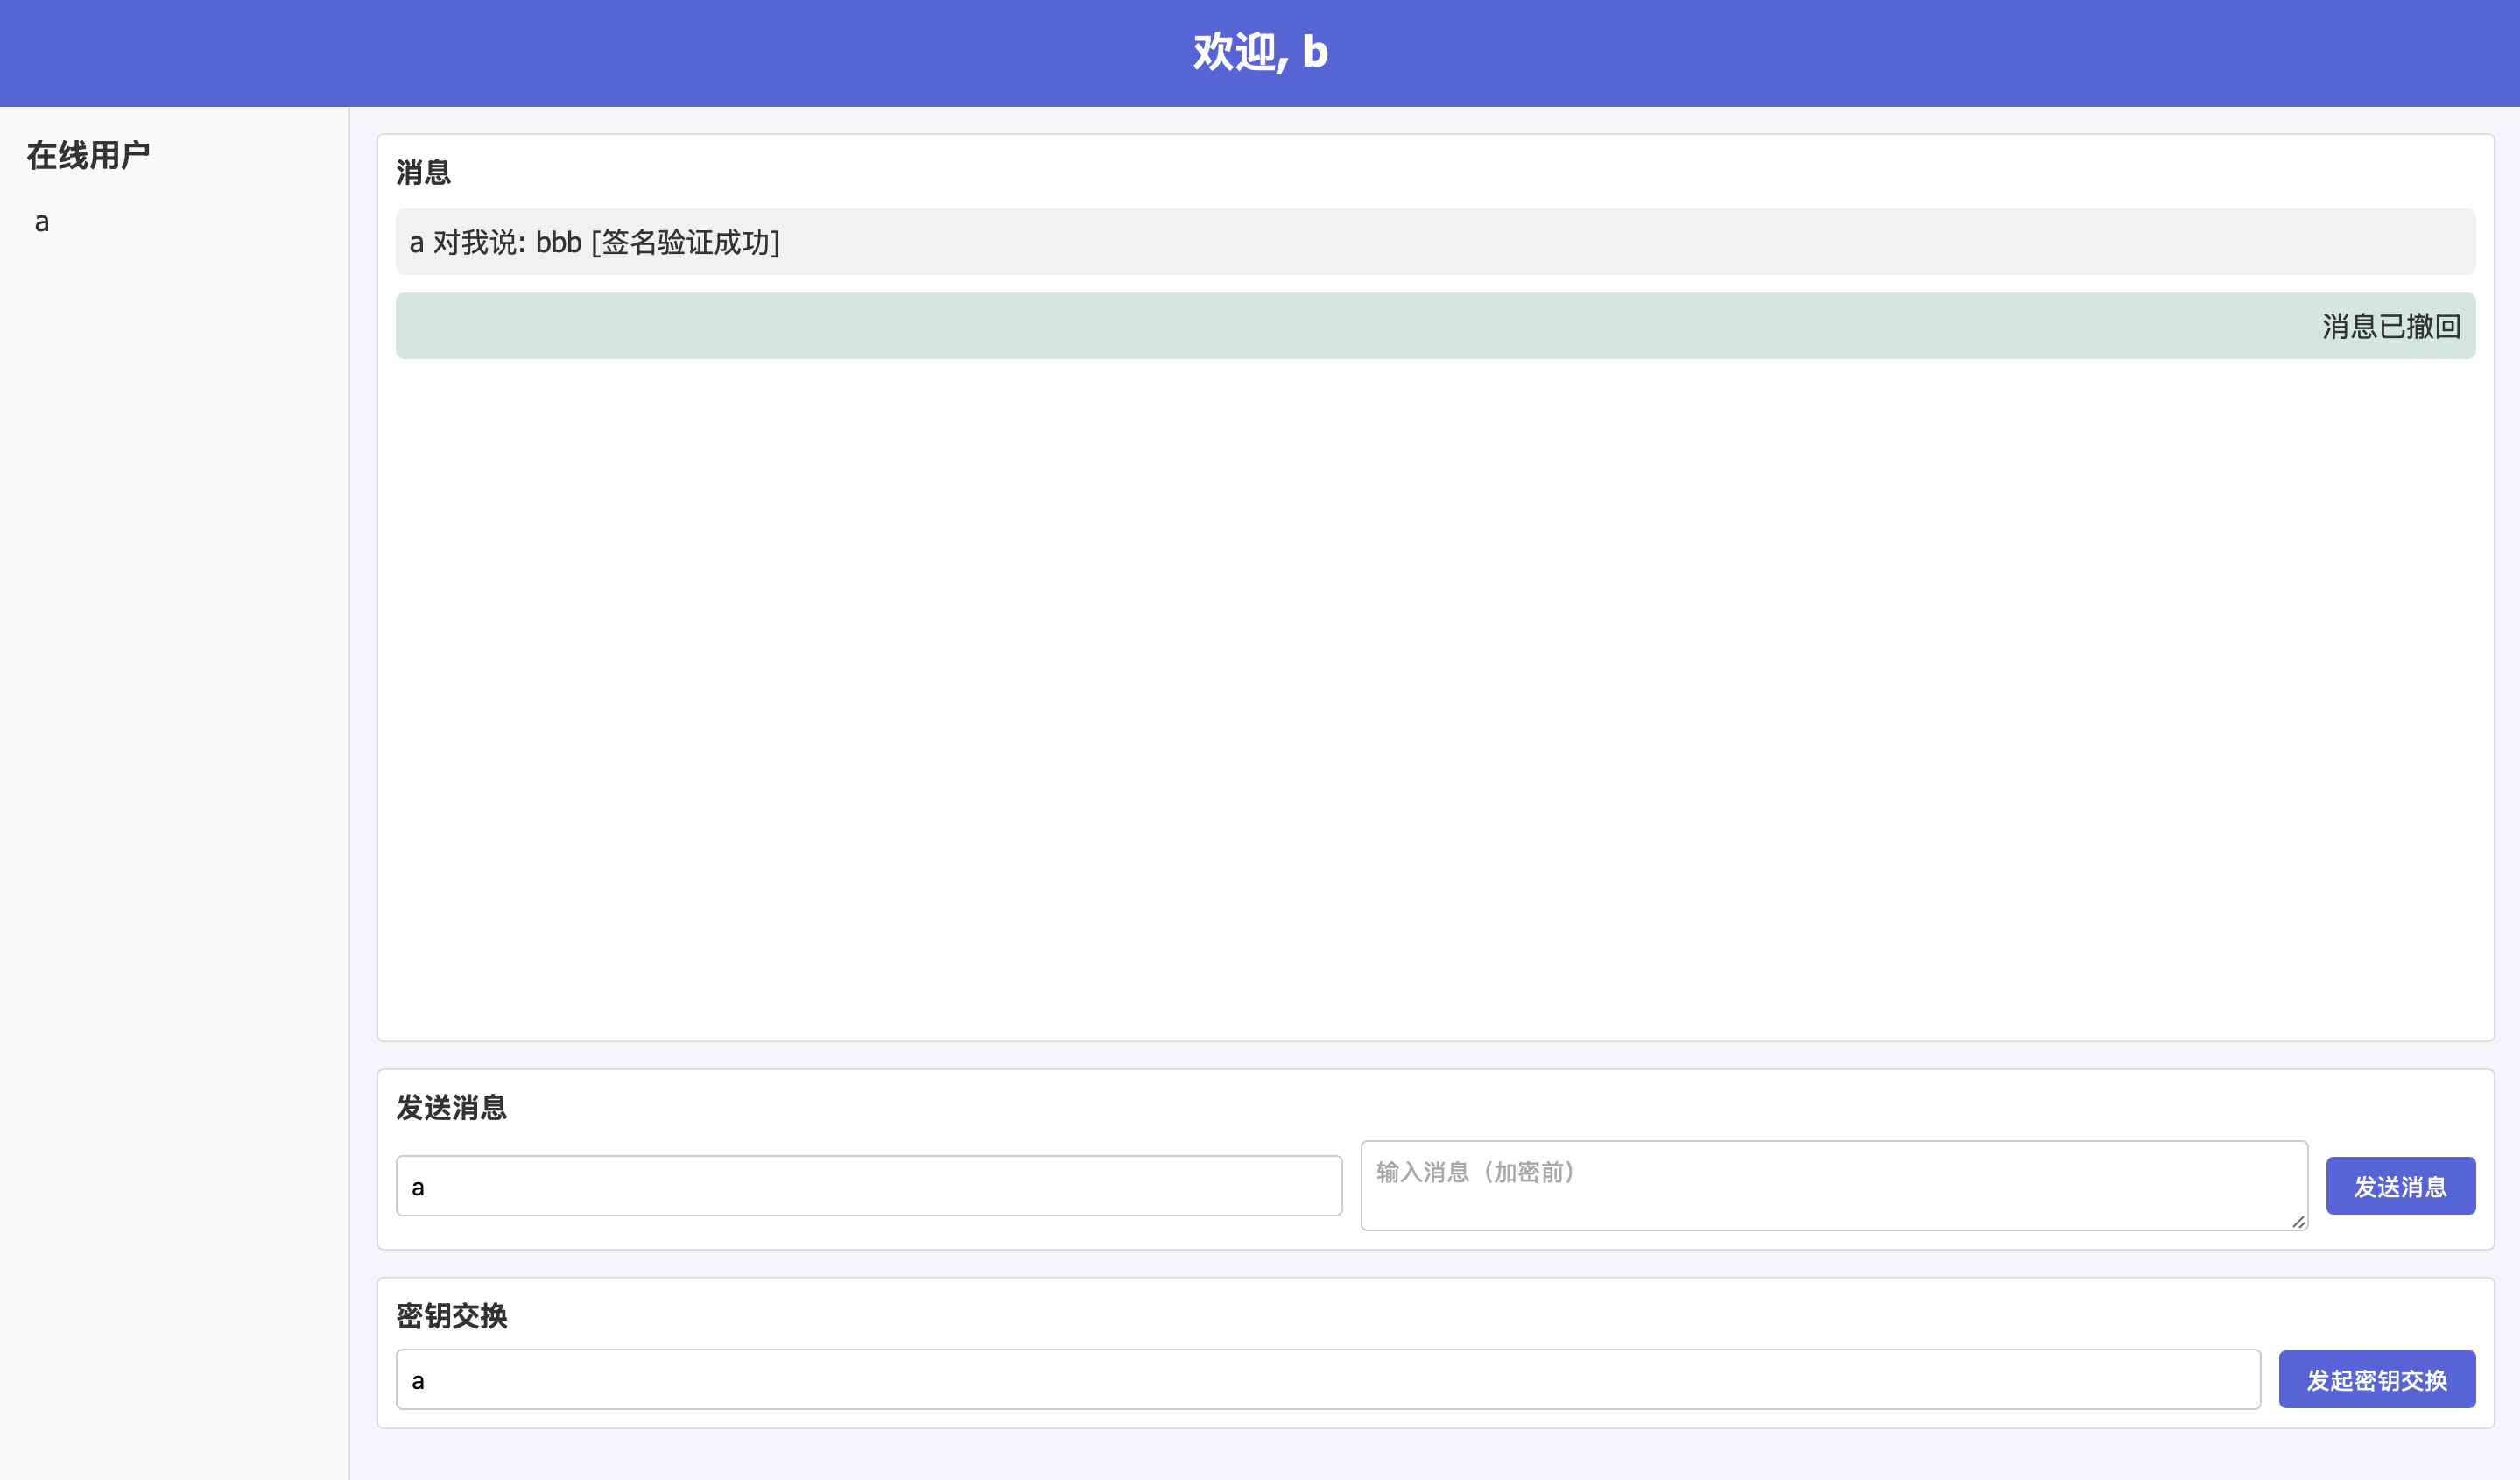 欢迎, b
在线用户
a
消息
a 对我说: bbb [签名验证成功]
消息已撤回
发送消息
a
输入消息（加密前）
发送消息
密钥交换
a
发起密钥交换